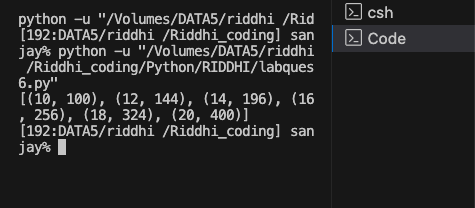 python -u "/Volumes/DATA5/riddhi /Rid
[192:DATA5/riddhi /Riddhi_coding] san
jay% python -u "/Volumes/DATA5/riddhi
 /Riddhi_coding/Python/RIDDHI/labques
6.py"
[(10, 100), (12, 144), (14, 196), (16
, 256), (18, 324), (20, 400)]
[192:DATA5/riddhi /Riddhi_coding] san
jay%
csh
Code